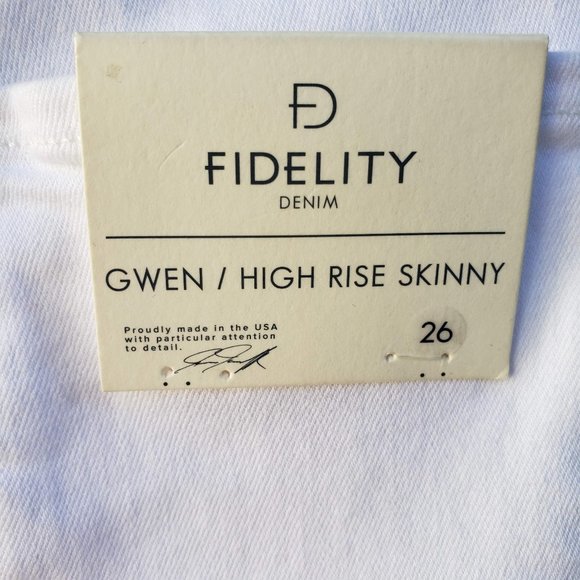 FD
FIDELITY
DENIM
GWEN / HIGH RISE SKINNY
Proudly made in the USA
with particular attention
to detail.
26